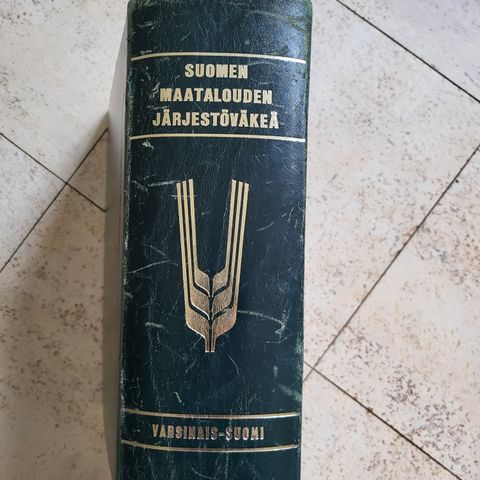 SUOMEN
MAATALOUDEN
JÄRJESTÖVÄKEÄ
VARSINAIS-SUOMI